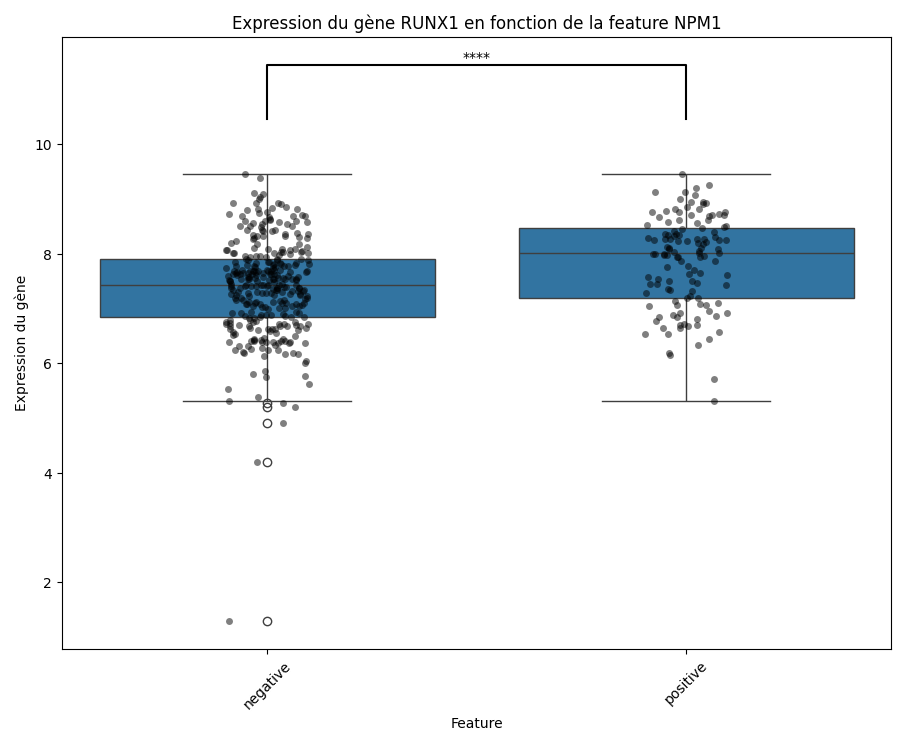 Expression du gène RUNX1 en fonction de la feature NPM1
****
10
8
6
4
2
Expression du gène
negative
positive
Feature